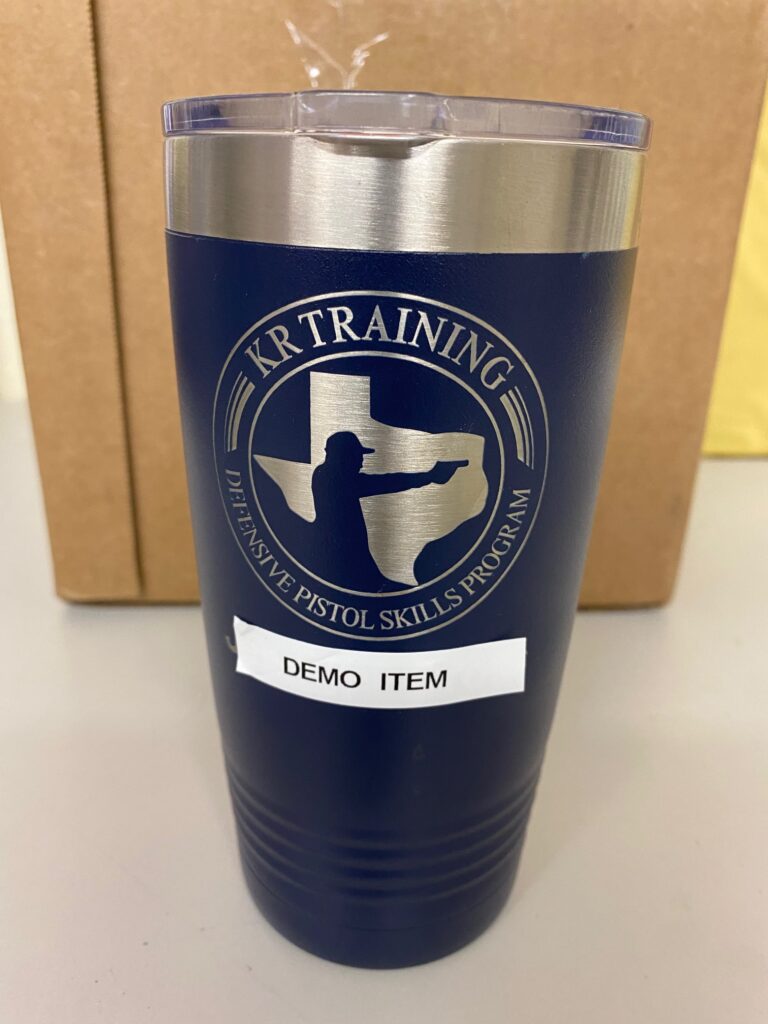 KR TRAINING
DEFENSIVE PISTOL SKILLS PROGRAM
DEMO ITEM